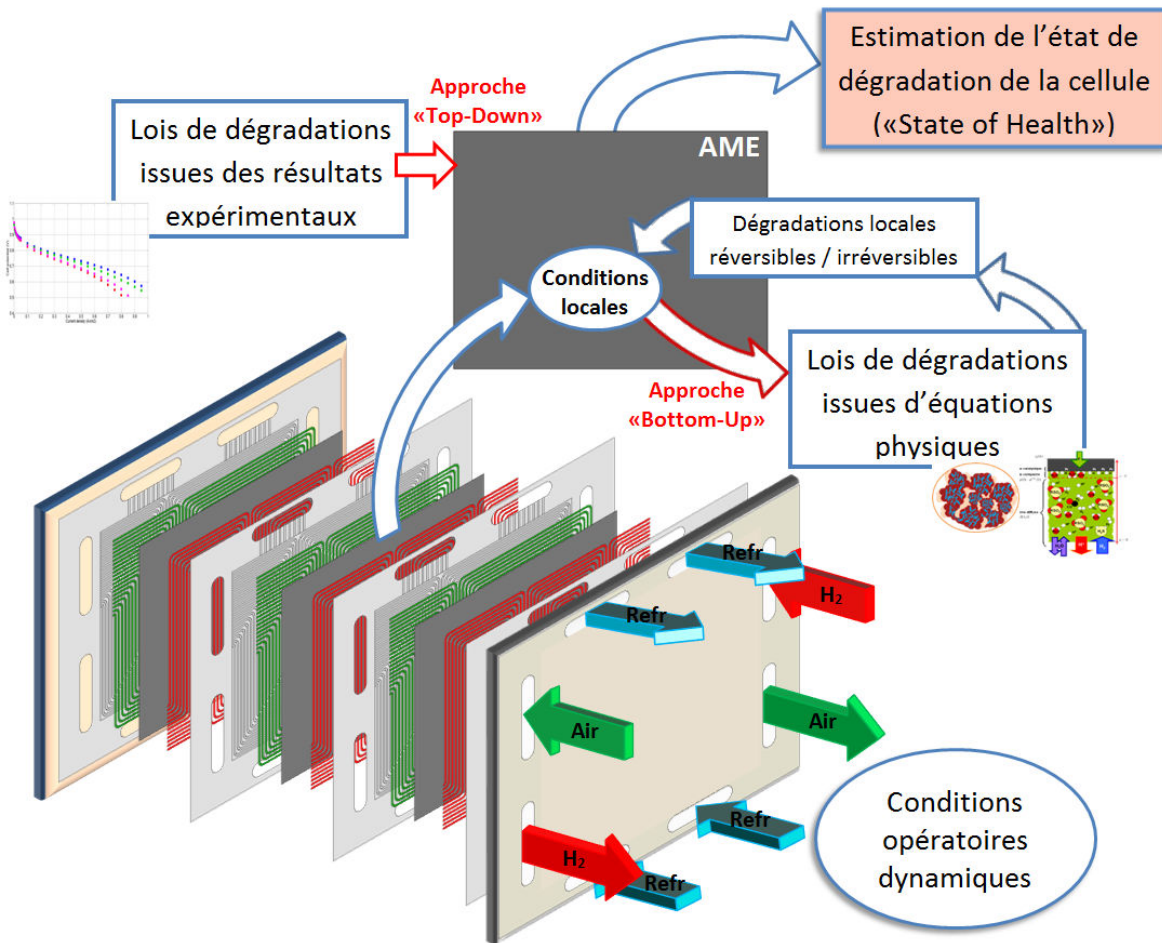 Estimation de l’état de
dégradation de la cellule
(«State of Health»)
Approche
«Top-Down»
Lois de dégradations
issues des résultats
expérimentaux
AME
Dégradations locales
réversibles / irréversibles
Conditions
locales
Lois de dégradations
issues d’équations
physiques
Approche
«Bottom-Up»
Refr
H2
Refr
Air
Air
Refr
H2
Refr
Conditions
opératoires
dynamiques